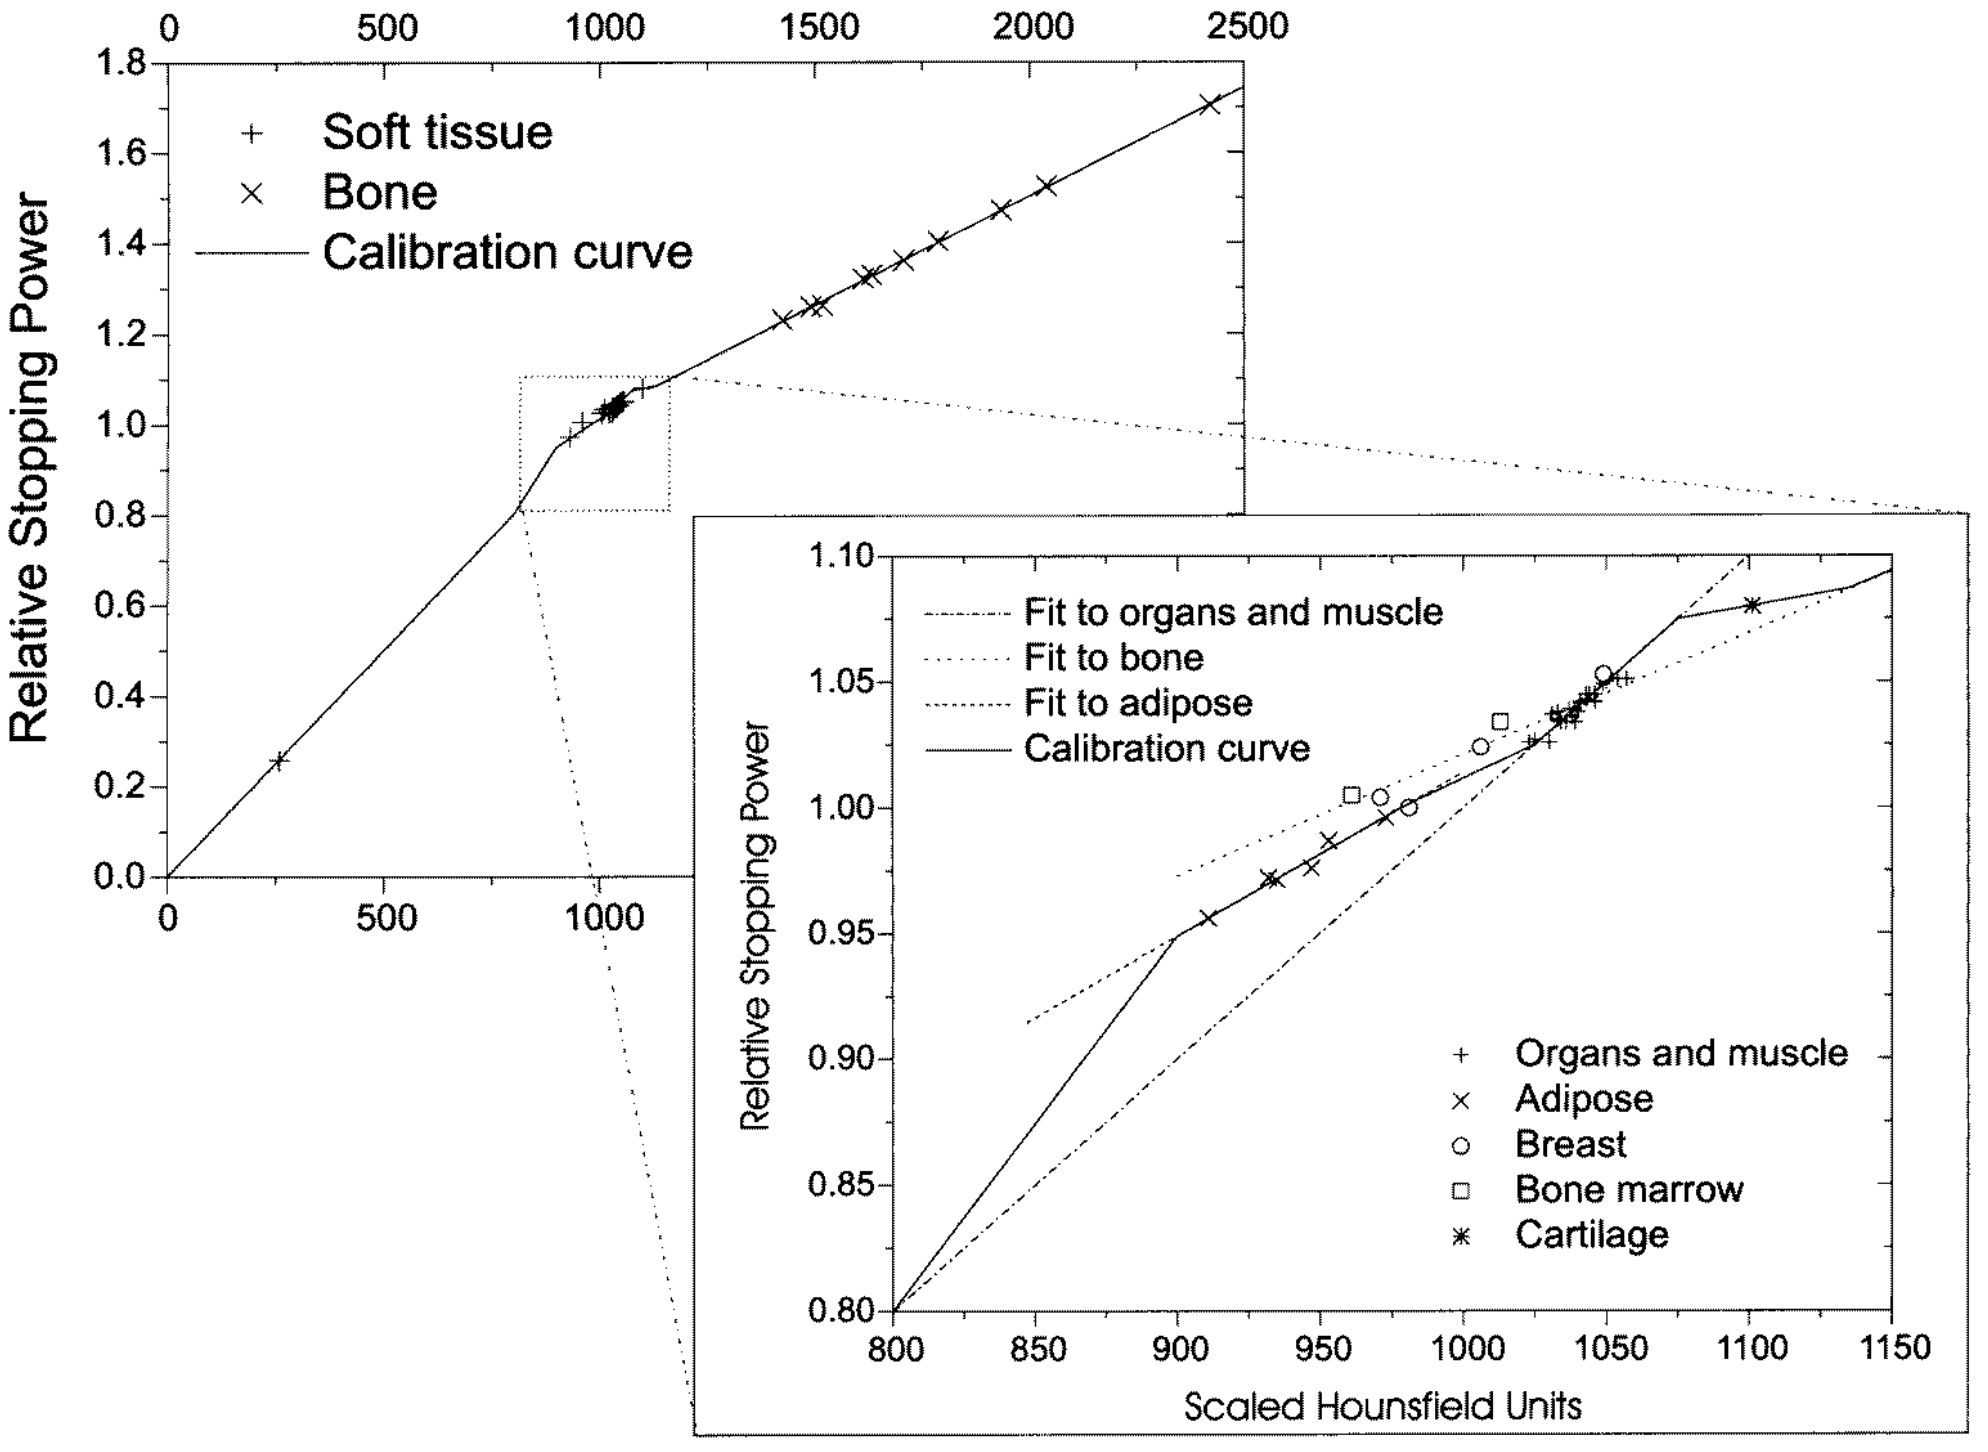 0 500 1000 1500 2000 2500
1.8
1.6
1.4
1.2
1.0
0.8
0.6
0.4
0.2
0.0
Relative Stopping Power
Soft tissue
Bone
Calibration curve
0 500 1000
1.10
1.05
1.00
0.95
0.90
0.85
0.80
Relative Stopping Power
Fit to organs and muscle
Fit to bone
Fit to adipose
Calibration curve
Organs and muscle
Adipose
Breast
Bone marrow
Cartilage
800 850 900 950 1000 1050 1100 1150
Scaled Hounsfield Units